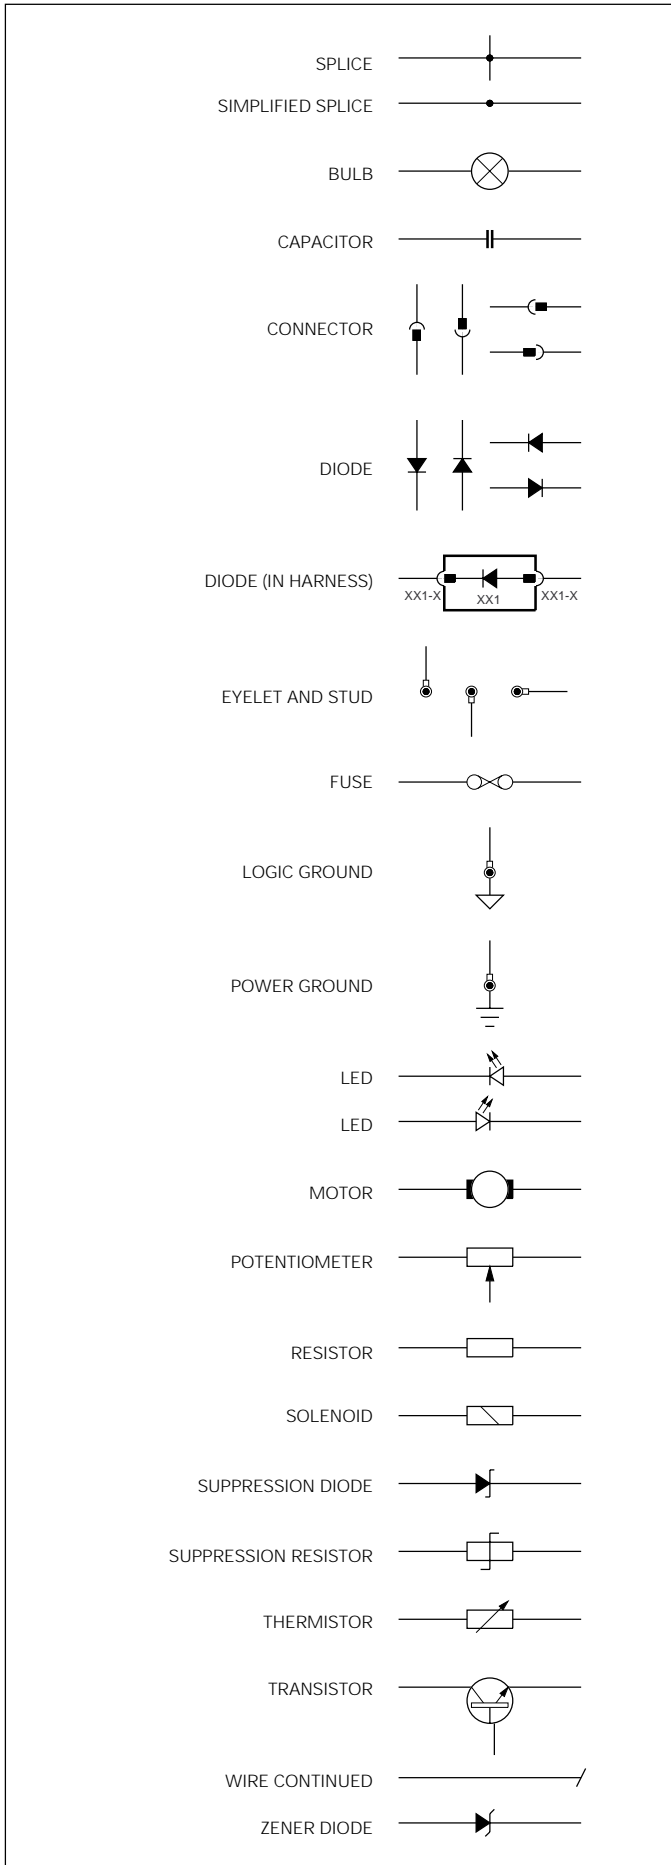 SPLICE
SIMPLIFIED SPLICE
BULB
CAPACITOR
CONNECTOR
DIODE
DIODE (IN HARNESS)
XX1-X XX1 XX1-X
EYELET AND STUD
FUSE
LOGIC GROUND
POWER GROUND
LED
LED
MOTOR
POTENTIOMETER
RESISTOR
SOLENOID
SUPPRESSION DIODE
SUPPRESSION RESISTOR
THERMISTOR
TRANSISTOR
WIRE CONTINUED
ZENER DIODE